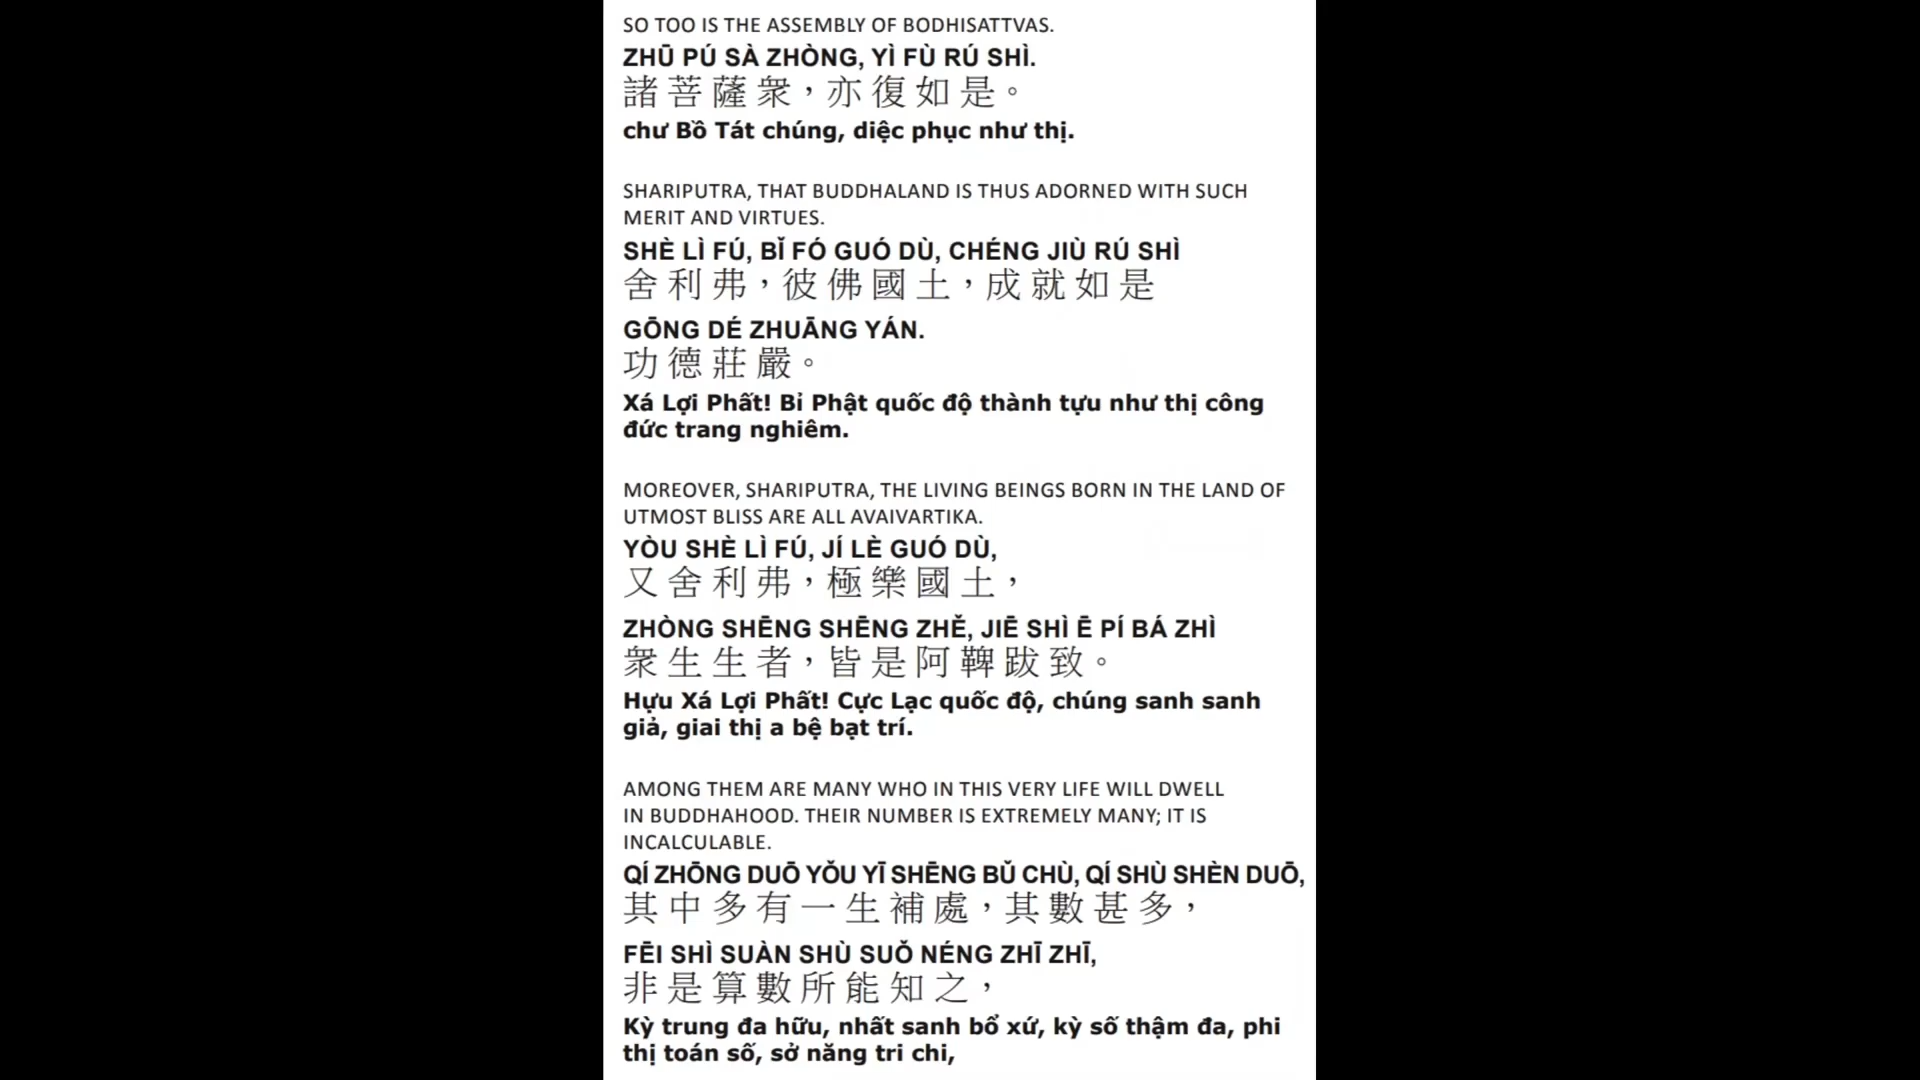 SO TOO IS THE ASSEMBLY OF BODHISATTVAS.
ZHŪ PÚ SÀ ZHÒNG, YÌ FÙ RÚ SHÌ.
諸菩薩衆，亦復如是。
chư Bồ Tát chúng, diệc phục như thị.
SHARIPUTRA, THAT BUDDHALAND IS THUS ADORNED WITH SUCH
MERIT AND VIRTUES.
SHÈ LÌ FÚ, BǏ FÓ GUÓ DÙ, CHÉNG JIÙ RÚ SHÌ
舍利弗，彼佛國土，成就如是
GŌNG DÉ ZHUĀNG YÁN.
功德莊嚴。
Xá Lợi Phất! Bỉ Phật quốc độ thành tựu như thị công
đức trang nghiêm.
MOREOVER, SHARIPUTRA, THE LIVING BEINGS BORN IN THE LAND OF
UTMOST BLISS ARE ALL AVAIVARTIKA.
YÒU SHÈ LÌ FÚ, JÍ LÈ GUÓ DÙ,
又舍利弗，極樂國土，
ZHÒNG SHĒNG SHĒNG ZHĚ, JIĒ SHÌ Ē PÍ BÁ ZHÌ
衆生生者，皆是阿鞞跋致。
Hựu Xá Lợi Phất! Cực Lạc quốc độ, chúng sanh sanh
giả, giai thị a bệ bạt trí.
AMONG THEM ARE MANY WHO IN THIS VERY LIFE WILL DWELL
IN BUDDHAHOOD. THEIR NUMBER IS EXTREMELY MANY; IT IS
INCALCULABLE.
QÍ ZHŌNG DUŌ YǑU YĪ SHĒNG BǓ CHÙ, QÍ SHÙ SHÈN DUŌ,
其中多有一生補處，其數甚多，
FĒI SHÌ SUÀN SHÙ SUǑ NÉNG ZHĪ ZHĪ,
非是算數所能知之，
Kỳ trung đa hữu, nhất sanh bổ xứ, kỳ số thậm đa, phi
thị toán số, sở năng tri chi,